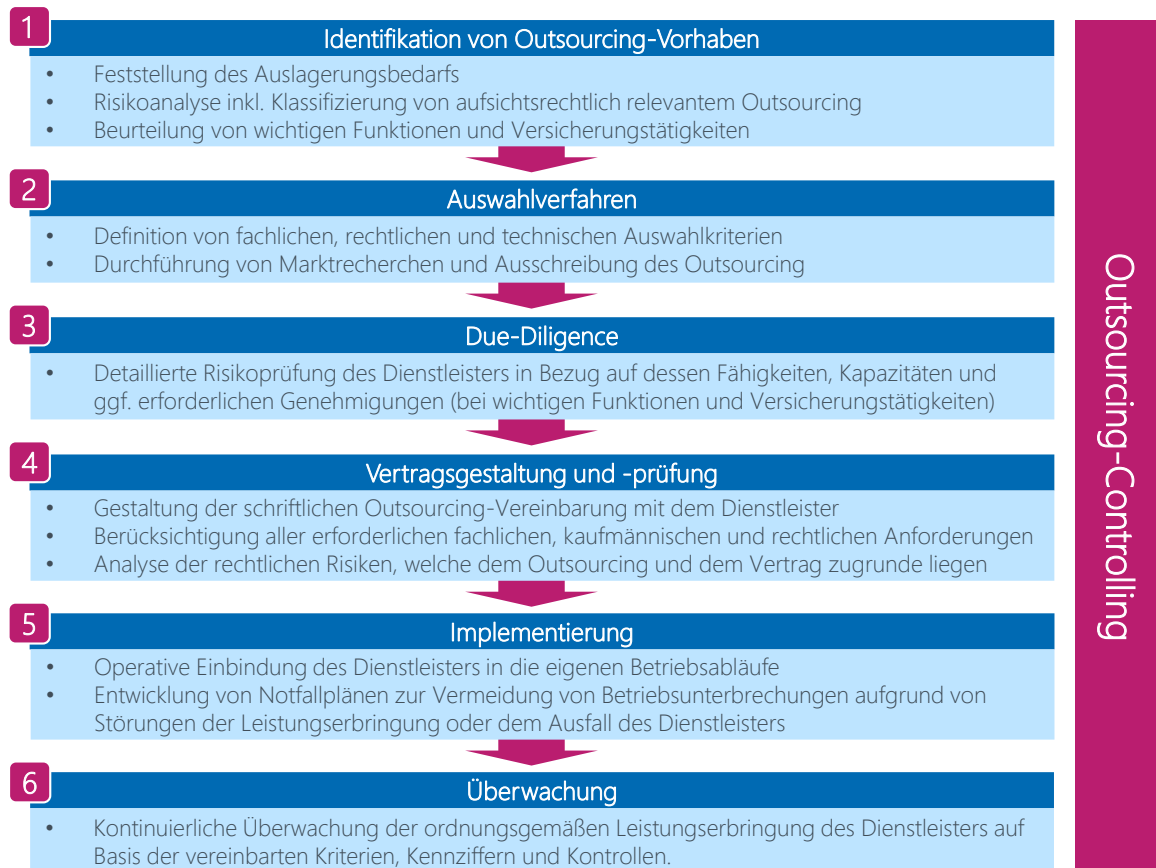 1
Identifikation von Outsourcing-Vorhaben
• Feststellung des Auslagerungsbedarfs
• Risikoanalyse inkl. Klassifizierung von aufsichtsrechtlich relevantem Outsourcing
• Beurteilung von wichtigen Funktionen und Versicherungstätigkeiten
2
Auswahlverfahren
• Definition von fachlichen, rechtlichen und technischen Auswahlkriterien
• Durchführung von Marktrecherchen und Ausschreibung des Outsourcing
3
Due-Diligence
• Detaillierte Risikoprüfung des Dienstleisters in Bezug auf dessen Fähigkeiten, Kapazitäten und
ggf. erforderlichen Genehmigungen (bei wichtigen Funktionen und Versicherungstätigkeiten)
4
Vertragsgestaltung und -prüfung
• Gestaltung der schriftlichen Outsourcing-Vereinbarung mit dem Dienstleister
• Berücksichtigung aller erforderlichen fachlichen, kaufmännischen und rechtlichen Anforderungen
• Analyse der rechtlichen Risiken, welche dem Outsourcing und dem Vertrag zugrunde liegen
5
Implementierung
• Operative Einbindung des Dienstleisters in die eigenen Betriebsabläufe
• Entwicklung von Notfallplänen zur Vermeidung von Betriebsunterbrechungen aufgrund von
Störungen der Leistungserbringung oder dem Ausfall des Dienstleisters
6
Überwachung
• Kontinuierliche Überwachung der ordnungsgemäßen Leistungserbringung des Dienstleisters auf
Basis der vereinbarten Kriterien, Kennziffern und Kontrollen.
Outsourcing-Controlling